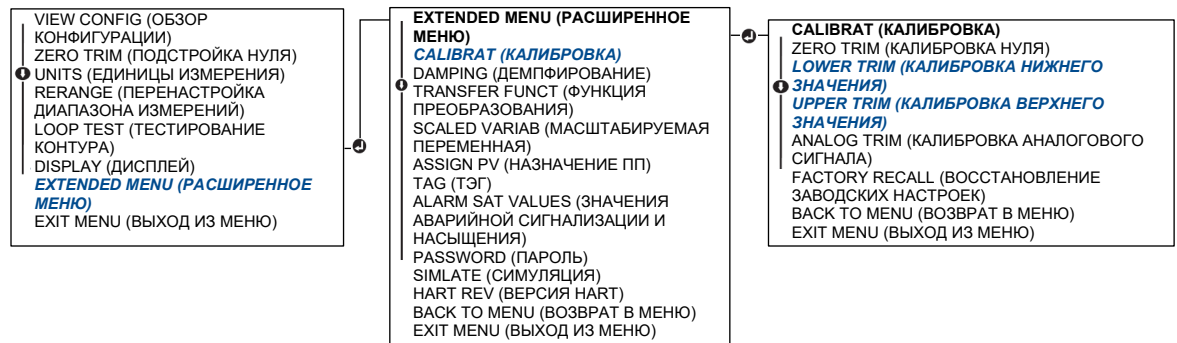 VIEW CONFIG (ОБЗОР
КОНФИГУРАЦИИ)
ZERO TRIM (ПОДСТРОЙКА НУЛЯ)
UNITS (ЕДИНИЦЫ ИЗМЕРЕНИЯ)
RERANGE (ПЕРЕНАСТРОЙКА
ДИАПАЗОНА ИЗМЕРЕНИЙ)
LOOP TEST (ТЕСТИРОВАНИЕ
КОНТУРА)
DISPLAY (ДИСПЛЕЙ)
EXTENDED MENU (РАСШИРЕННОЕ
МЕНЮ)
EXIT MENU (ВЫХОД ИЗ МЕНЮ)
EXTENDED MENU (РАСШИРЕННОЕ
МЕНЮ)
CALIBRAT (КАЛИБРОВКА)
DAMPING (ДЕМПФИРОВАНИЕ)
TRANSFER FUNCT (ФУНКЦИЯ
ПРЕОБРАЗОВАНИЯ)
SCALED VARIAB (МАСШТАБИРУЕМАЯ
ПЕРЕМЕННАЯ)
ASSIGN PV (НАЗНАЧЕНИЕ ПП)
TAG (ТЭГ)
ALARM SAT VALUES (ЗНАЧЕНИЯ
АВАРИЙНОЙ СИГНАЛИЗАЦИИ И
НАСЫЩЕНИЯ)
PASSWORD (ПАРОЛЬ)
SIMLATE (СИМУЛЯЦИЯ)
HART REV (ВЕРСИЯ HART)
BACK TO MENU (ВОЗВРАТ В МЕНЮ)
EXIT MENU (ВЫХОД ИЗ МЕНЮ)
CALIBRAT (КАЛИБРОВКА)
ZERO TRIM (КАЛИБРОВКА НУЛЯ)
LOWER TRIM (КАЛИБРОВКА НИЖНЕГО
ЗНАЧЕНИЯ)
UPPER TRIM (КАЛИБРОВКА ВЕРХНЕГО
ЗНАЧЕНИЯ)
ANALOG TRIM (КАЛИБРОВКА АНАЛОГОВОГО
СИГНАЛА)
FACTORY RECALL (ВОССТАНОВЛЕНИЕ
ЗАВОДСКИХ НАСТРОЕК)
BACK TO MENU (ВОЗВРАТ В МЕНЮ)
EXIT MENU (ВЫХОД ИЗ МЕНЮ)